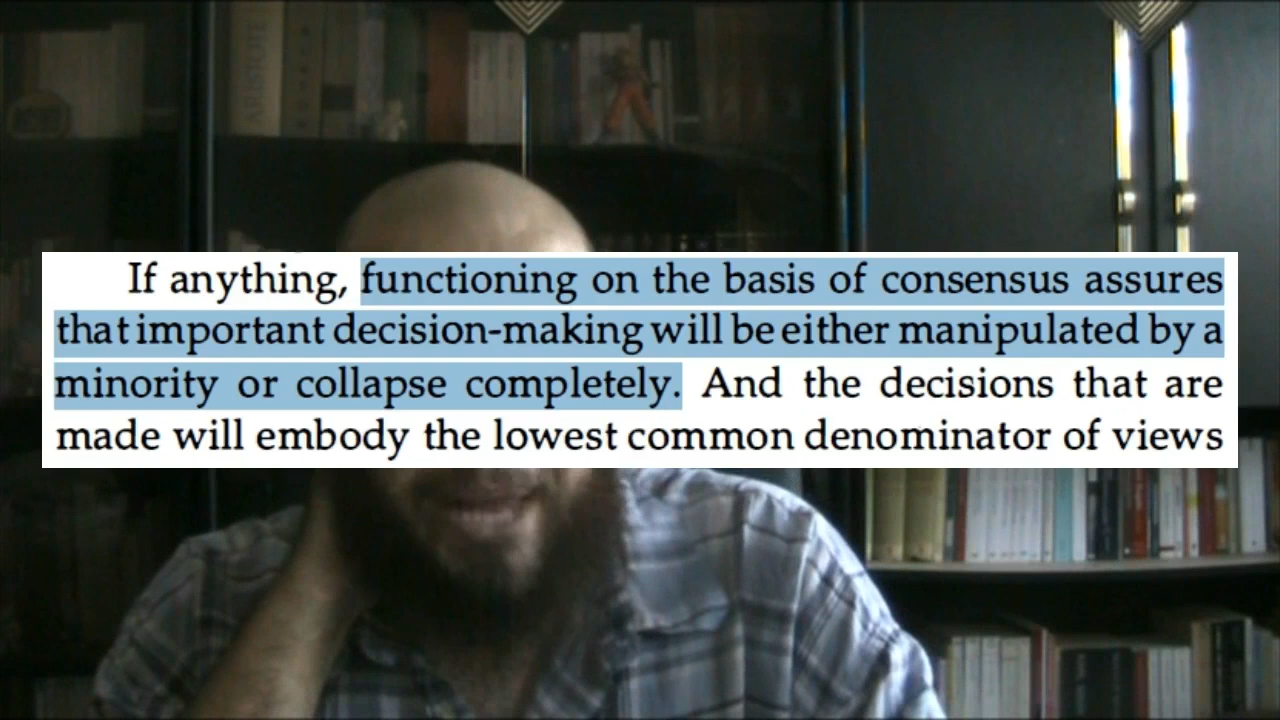 ARISTOTE
If anything, functioning on the basis of consensus assures
that important decision-making will be either manipulated by a
minority or collapse completely. And the decisions that are
made will embody the lowest common denominator of views